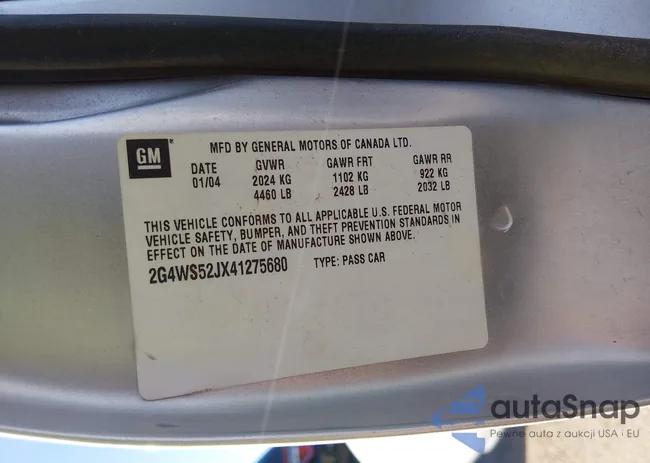 GM
MFD BY GENERAL MOTORS OF CANADA LTD.
DATE GVWR GAWR FRT GAWR RR
01/04 2024 KG 1102 KG 922 KG
4460 LB 2428 LB 2032 LB
THIS VEHICLE CONFORMS TO ALL APPLICABLE U.S. FEDERAL MOTOR
VEHICLE SAFETY, BUMPER, AND THEFT PREVENTION STANDARDS IN
EFFECT ON THE DATE OF MANUFACTURE SHOWN ABOVE.
2G4WS52JX41275680 TYPE: PASS CAR
autoSnap
Pewne auta z aukcji USA i EU